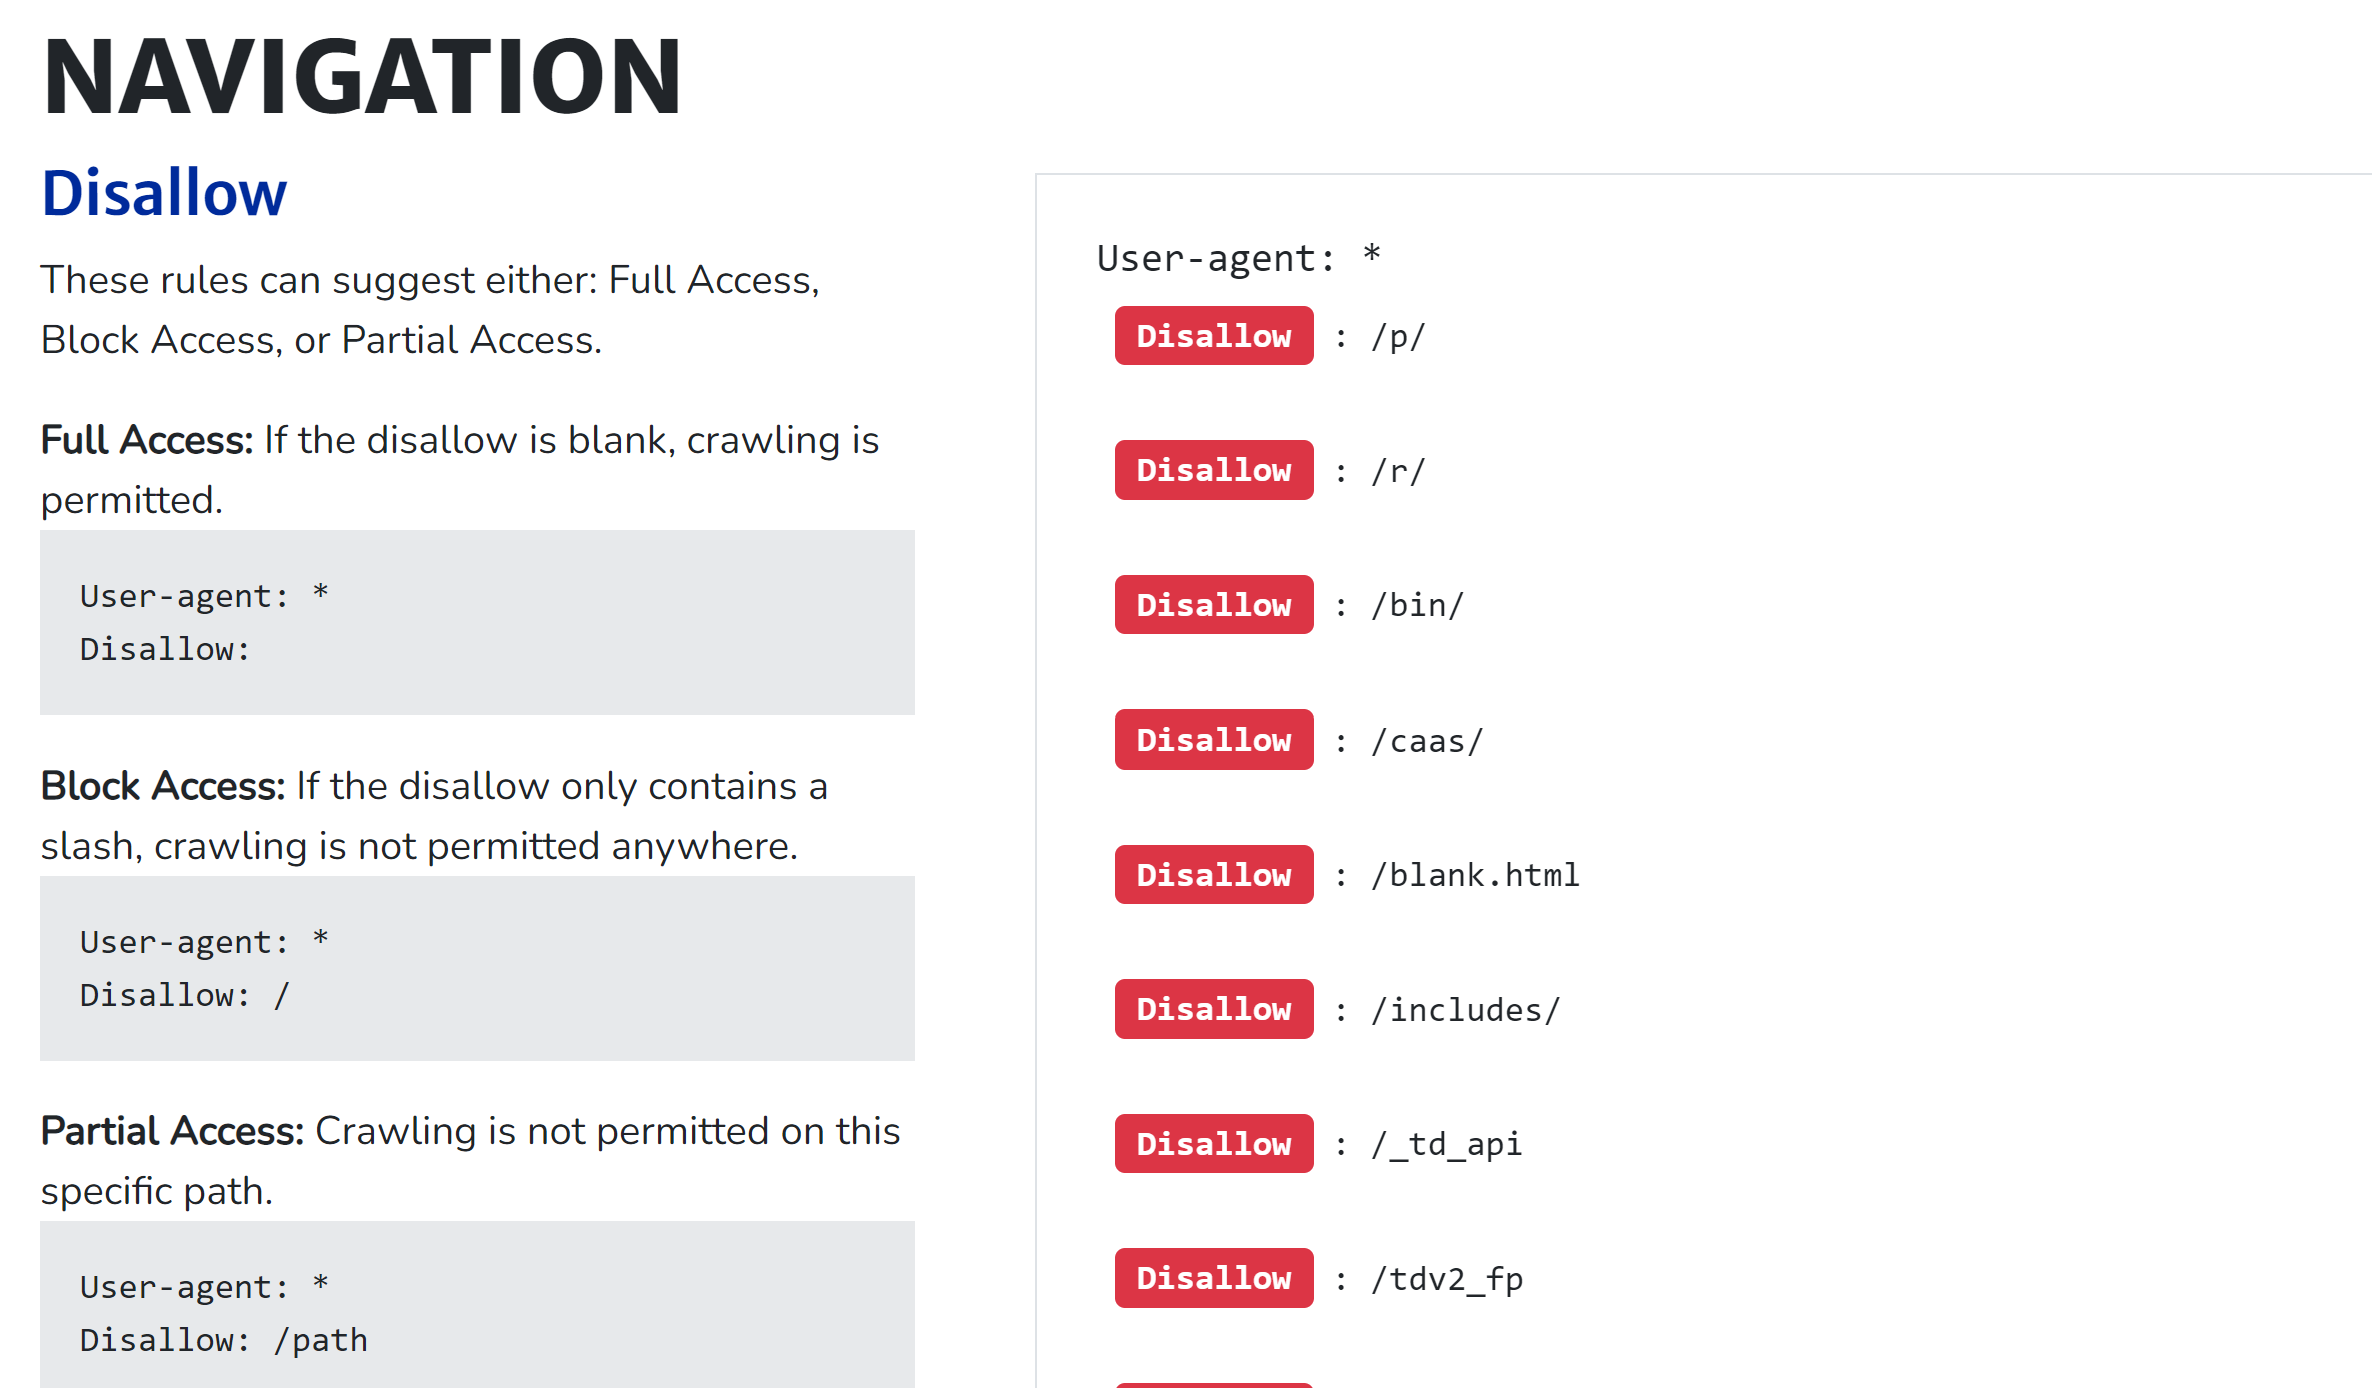 NAVIGATION
Disallow
These rules can suggest either: Full Access,
Block Access, or Partial Access.
Full Access: If the disallow is blank, crawling is
permitted.
User-agent: *
Disallow:
Block Access: If the disallow only contains a
slash, crawling is not permitted anywhere.
User-agent: *
Disallow: /
Partial Access: Crawling is not permitted on this
specific path.
User-agent: *
Disallow: /path
User-agent: *
Disallow : /p/
Disallow : /r/
Disallow : /bin/
Disallow : /caas/
Disallow : /blank.html
Disallow : /includes/
Disallow : /_td_api
Disallow : /tdv2_fp